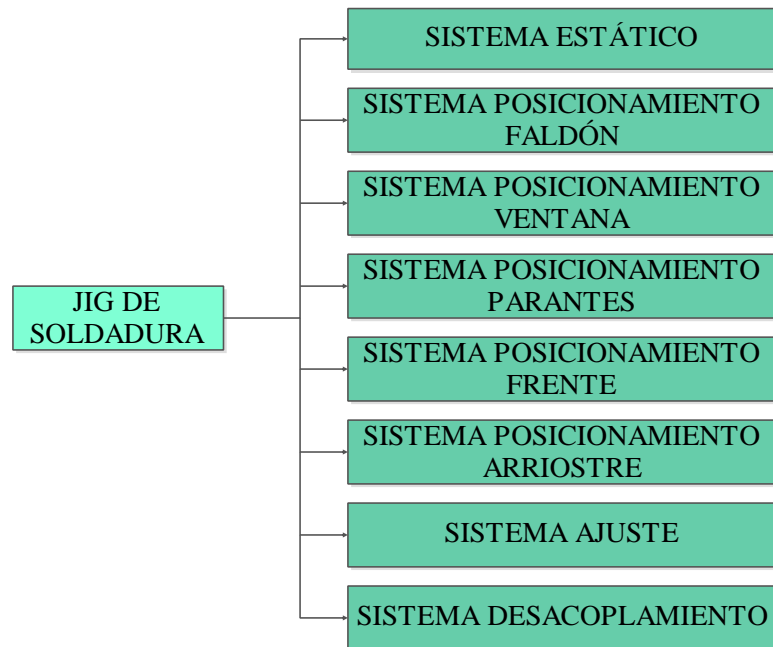 JIG DE
SOLDADURA
SISTEMA ESTÁTICO
SISTEMA POSICIONAMIENTO
FALDÓN
SISTEMA POSICIONAMIENTO
VENTANA
SISTEMA POSICIONAMIENTO
PARANTES
SISTEMA POSICIONAMIENTO
FRENTE
SISTEMA POSICIONAMIENTO
ARRIOSTRE
SISTEMA AJUSTE
SISTEMA DESACOPLAMIENTO